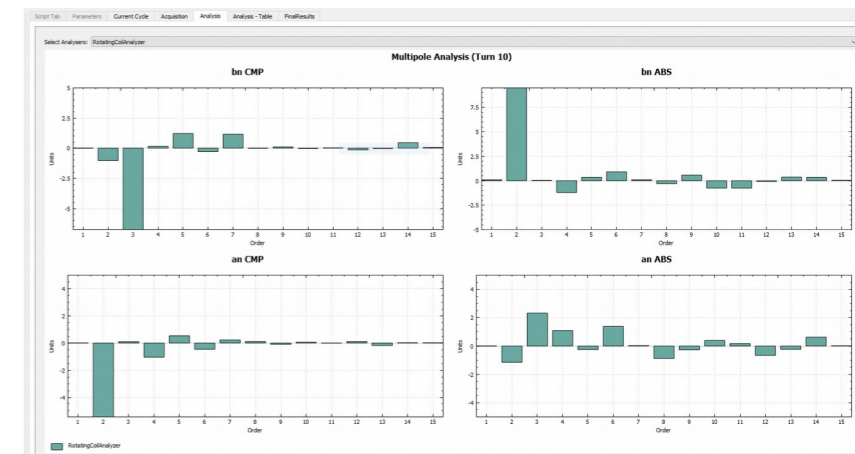 Script Tab Parameters Current Cycle Acquisition Analysis Analysis - Table FinalResults
Select Analysers: RotatingCoilAnalyzer
Multipole Analysis (Turn 10)
bn CMP
5
2.5
0
-2.5
-5
Units
1 2 3 4 5 6 7 8 9 10 11 12 13 14 15
Order
bn ABS
7.5
5
2.5
0
-2.5
-5
Units
1 2 3 4 5 6 7 8 9 10 11 12 13 14 15
Order
an CMP
4
2
0
-2
-4
Units
1 2 3 4 5 6 7 8 9 10 11 12 13 14 15
Order
an ABS
4
2
0
-2
-4
Units
1 2 3 4 5 6 7 8 9 10 11 12 13 14 15
Order
RotatingCoilAnalyzer